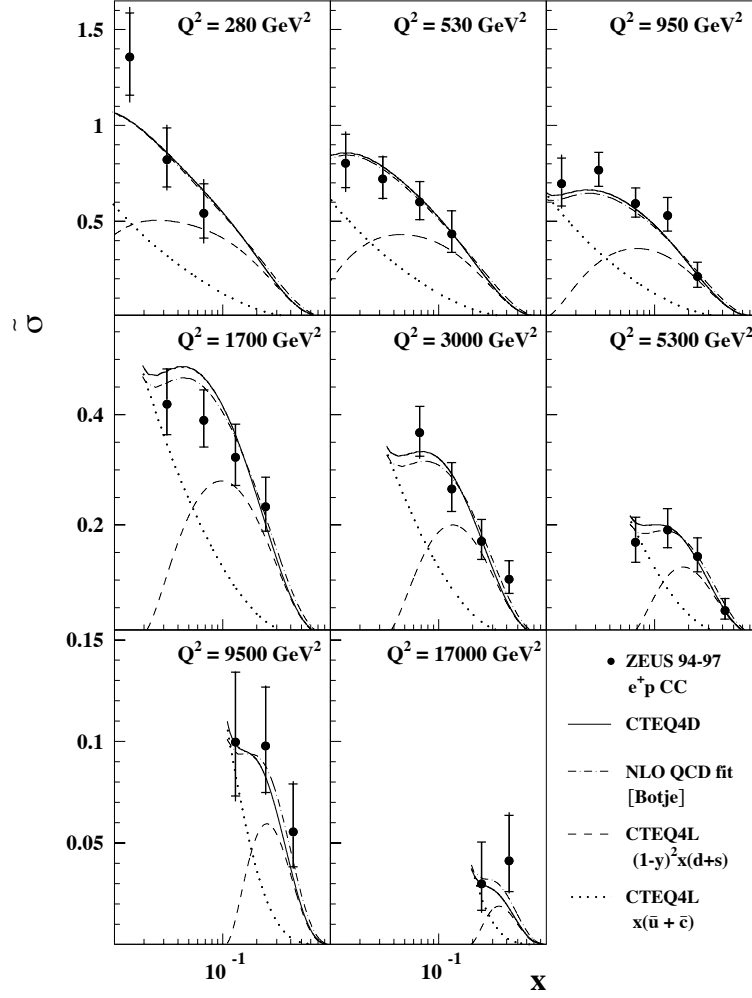 Q² = 280 GeV²
Q² = 530 GeV²
Q² = 950 GeV²
1.5
1
0.5
σ̃
Q² = 1700 GeV²
Q² = 3000 GeV²
Q² = 5300 GeV²
0.4
0.2
Q² = 9500 GeV²
Q² = 17000 GeV²
0.15
0.1
0.05
10⁻¹
10⁻¹
x
ZEUS 94-97
e⁺p CC
CTEQ4D
NLO QCD fit
[Botje]
CTEQ4L
(1-y)²x(d+s)
CTEQ4L
x(ū + c̄)